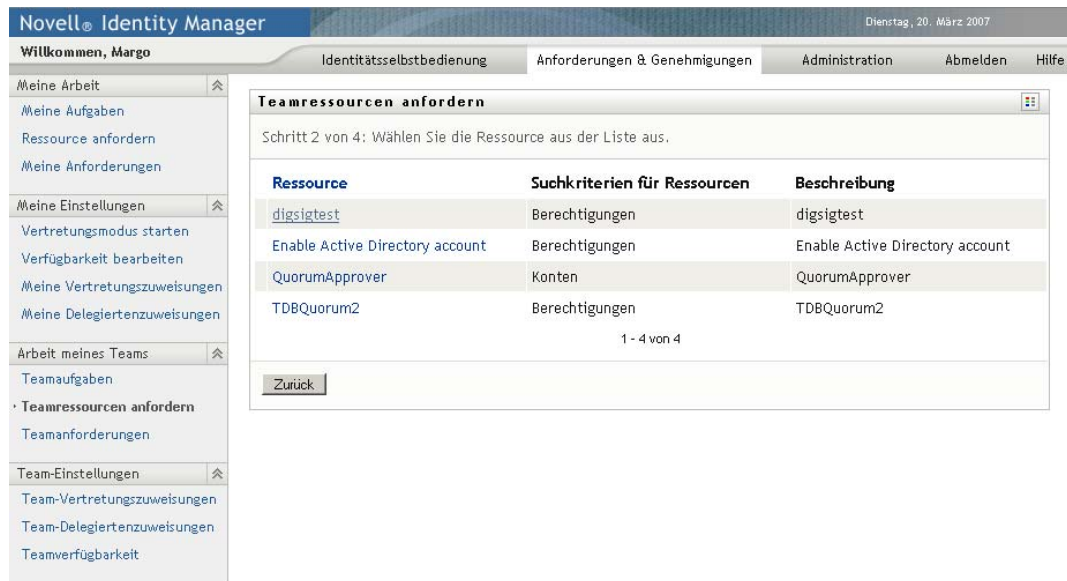 Novell® Identity Manager
Dienstag, 20. März 2007
Willkommen, Margo
Identitätsselbstbedienung
Anforderungen & Genehmigungen
Administration
Abmelden
Hilfe
Meine Arbeit
Meine Aufgaben
Ressource anfordern
Meine Anforderungen
Meine Einstellungen
Vertretungsmodus starten
Verfügbarkeit bearbeiten
Meine Vertretungszuweisungen
Meine Delegiertenzuweisungen
Arbeit meines Teams
Teamaufgaben
· Teamressourcen anfordern
Teamanforderungen
Team-Einstellungen
Team-Vertretungszuweisungen
Team-Delegiertenzuweisungen
Teamverfügbarkeit
Teamressourcen anfordern
Schritt 2 von 4: Wählen Sie die Ressource aus der Liste aus.
Ressource Suchkriterien für Ressourcen Beschreibung
digsigtest Berechtigungen digsigtest
Enable Active Directory account Berechtigungen Enable Active Directory account
QuorumApprover Konten QuorumApprover
TDBQuorum2 Berechtigungen TDBQuorum2
1 - 4 von 4
Zurück